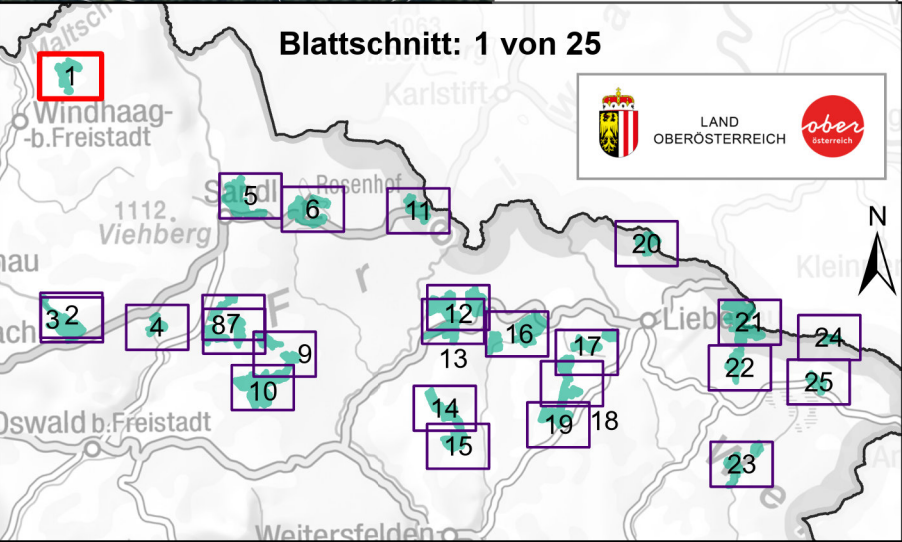 Blattschnitt: 1 von 25
Maltsch
1063
Karlstift
1
Windhaag-
-b.Freistadt
LAND
OBERÖSTERREICH
ober
österreich
Sandl
Rosenhof
5
6
11
1112.
Viehberg
20
N
nau
Klein
F
r
3
2
4
8
7
9
10
12
13
16
17
Liebe
21
24
22
25
ach
14
15
18
19
Oswald b.Freistadt
23
e
Weitersfelden